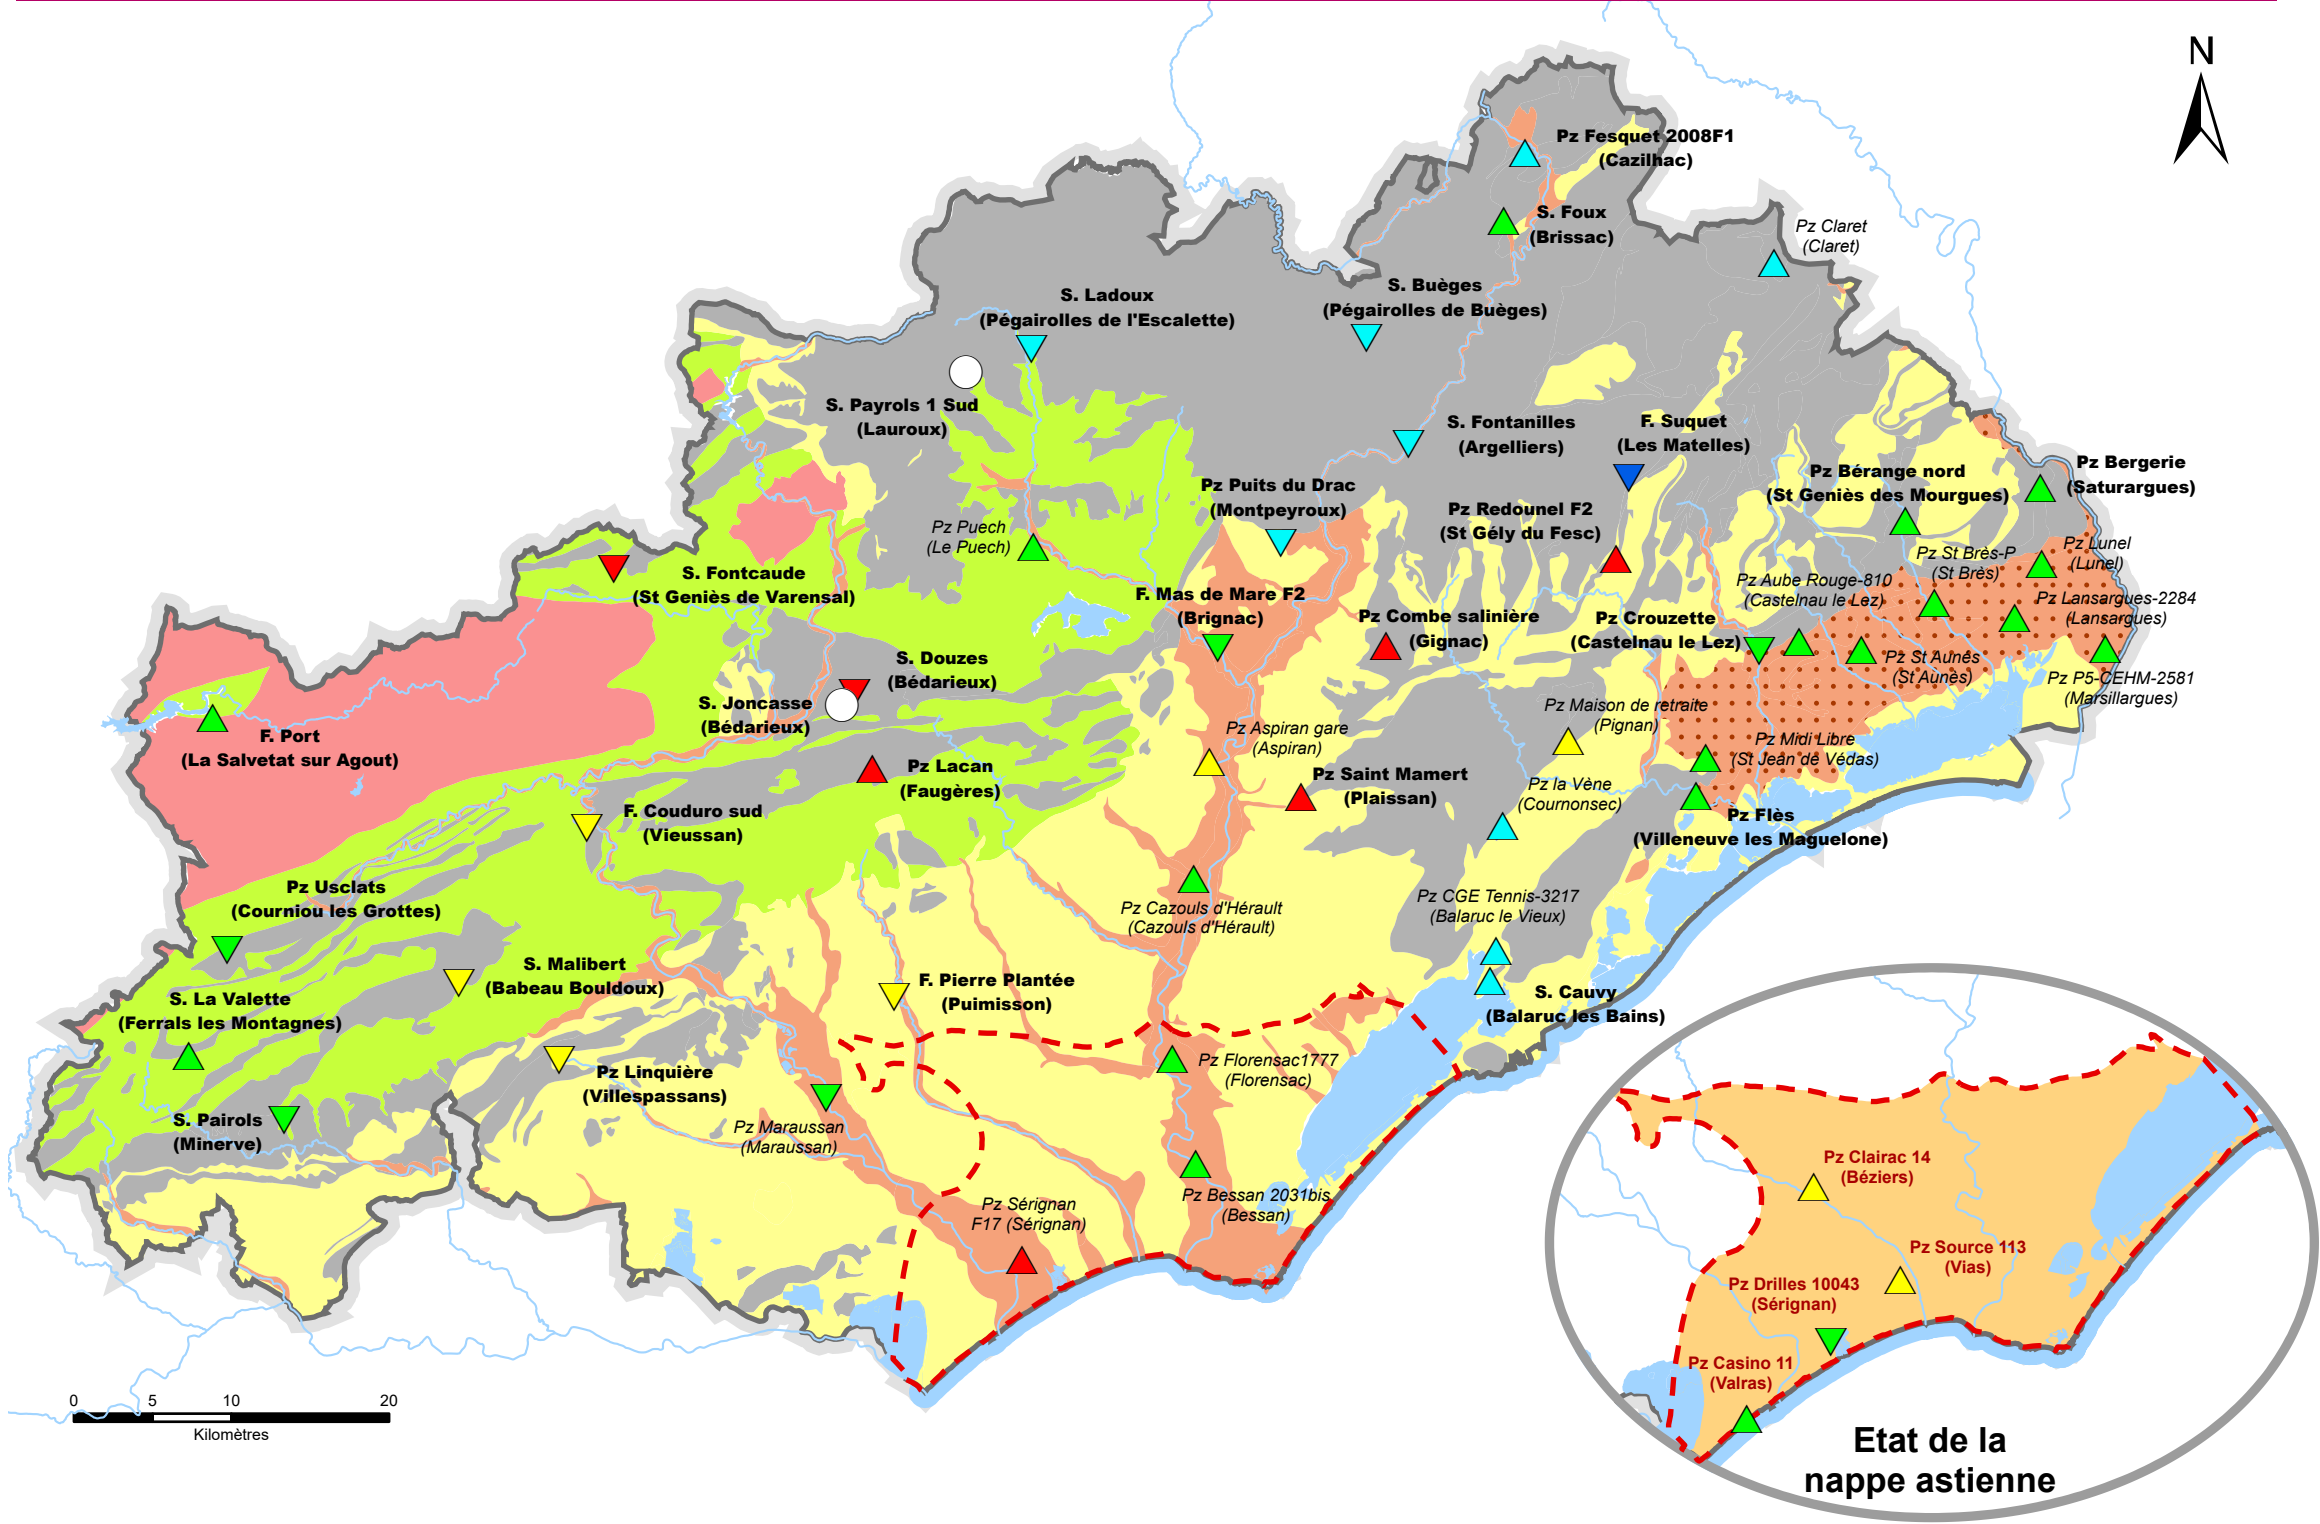 N
Pz Fesquet 2008F1
(Cazilhac)
S. Foux
(Brissac)
Pz Claret
(Claret)
S. Ladoux
(Pégairolles de l'Escalette)
S. Buèges
(Pégairolles de Buèges)
S. Payrols 1 Sud
(Lauroux)
S. Fontanilles
(Argelliers)
F. Suquet
(Les Matelles)
Pz Bérange nord
(St Geniès des Mourgues)
Pz Bergerie
(Saturargues)
Pz Puits du Drac
(Montpeyroux)
Pz Redounel F2
(St Gély du Fesc)
Pz Puech
(Le Puech)
Pz St Brès-P
(St Brès)
Pz Lunel
(Lunel)
S. Fontcaude
(St Geniès de Varensal)
Pz Aube Rouge-810
(Castelnau le Lez)
F. Mas de Mare F2
(Brignac)
Pz Lansargues-2284
(Lansargues)
Pz Combe salinière
(Gignac)
Pz Crouzette
(Castelnau le Lez)
S. Douzes
(Bédarieux)
Pz St Aunès
(St Aunès)
Pz P5-CEHM-2581
(Marsillargues)
S. Joncasse
(Bédarieux)
Pz Maison de retraite
(Pignan)
F. Port
(La Salvetat sur Agout)
Pz Aspiran gare
(Aspiran)
Pz Midi Libre
(St Jean de Védas)
Pz Lacan
(Faugères)
Pz Saint Mamert
(Plaissan)
Pz la Vène
(Cournonsec)
F. Couduro sud
(Vieussan)
Pz Flès
(Villeneuve les Maguelone)
Pz Usclats
(Courniou les Grottes)
Pz Cazouls d'Hérault
(Cazouls d'Hérault)
Pz CGE Tennis-3217
(Balaruc le Vieux)
S. Malibert
(Babeau Bouldoux)
F. Pierre Plantée
(Puimisson)
S. La Valette
(Ferrals les Montagnes)
S. Cauvy
(Balaruc les Bains)
Pz Linquière
(Villespassans)
Pz Florensac1777
(Florensac)
S. Pairols
(Minerve)
Pz Maraussan
(Maraussan)
Pz Sérignan
F17 (Sérignan)
Pz Bessan 2031bis
(Bessan)
Pz Clairac 14
(Béziers)
Pz Source 113
(Vias)
Pz Drilles 10043
(Sérignan)
Pz Casino 11
(Valras)
0 5 10 20
Kilomètres
Etat de la
nappe astienne